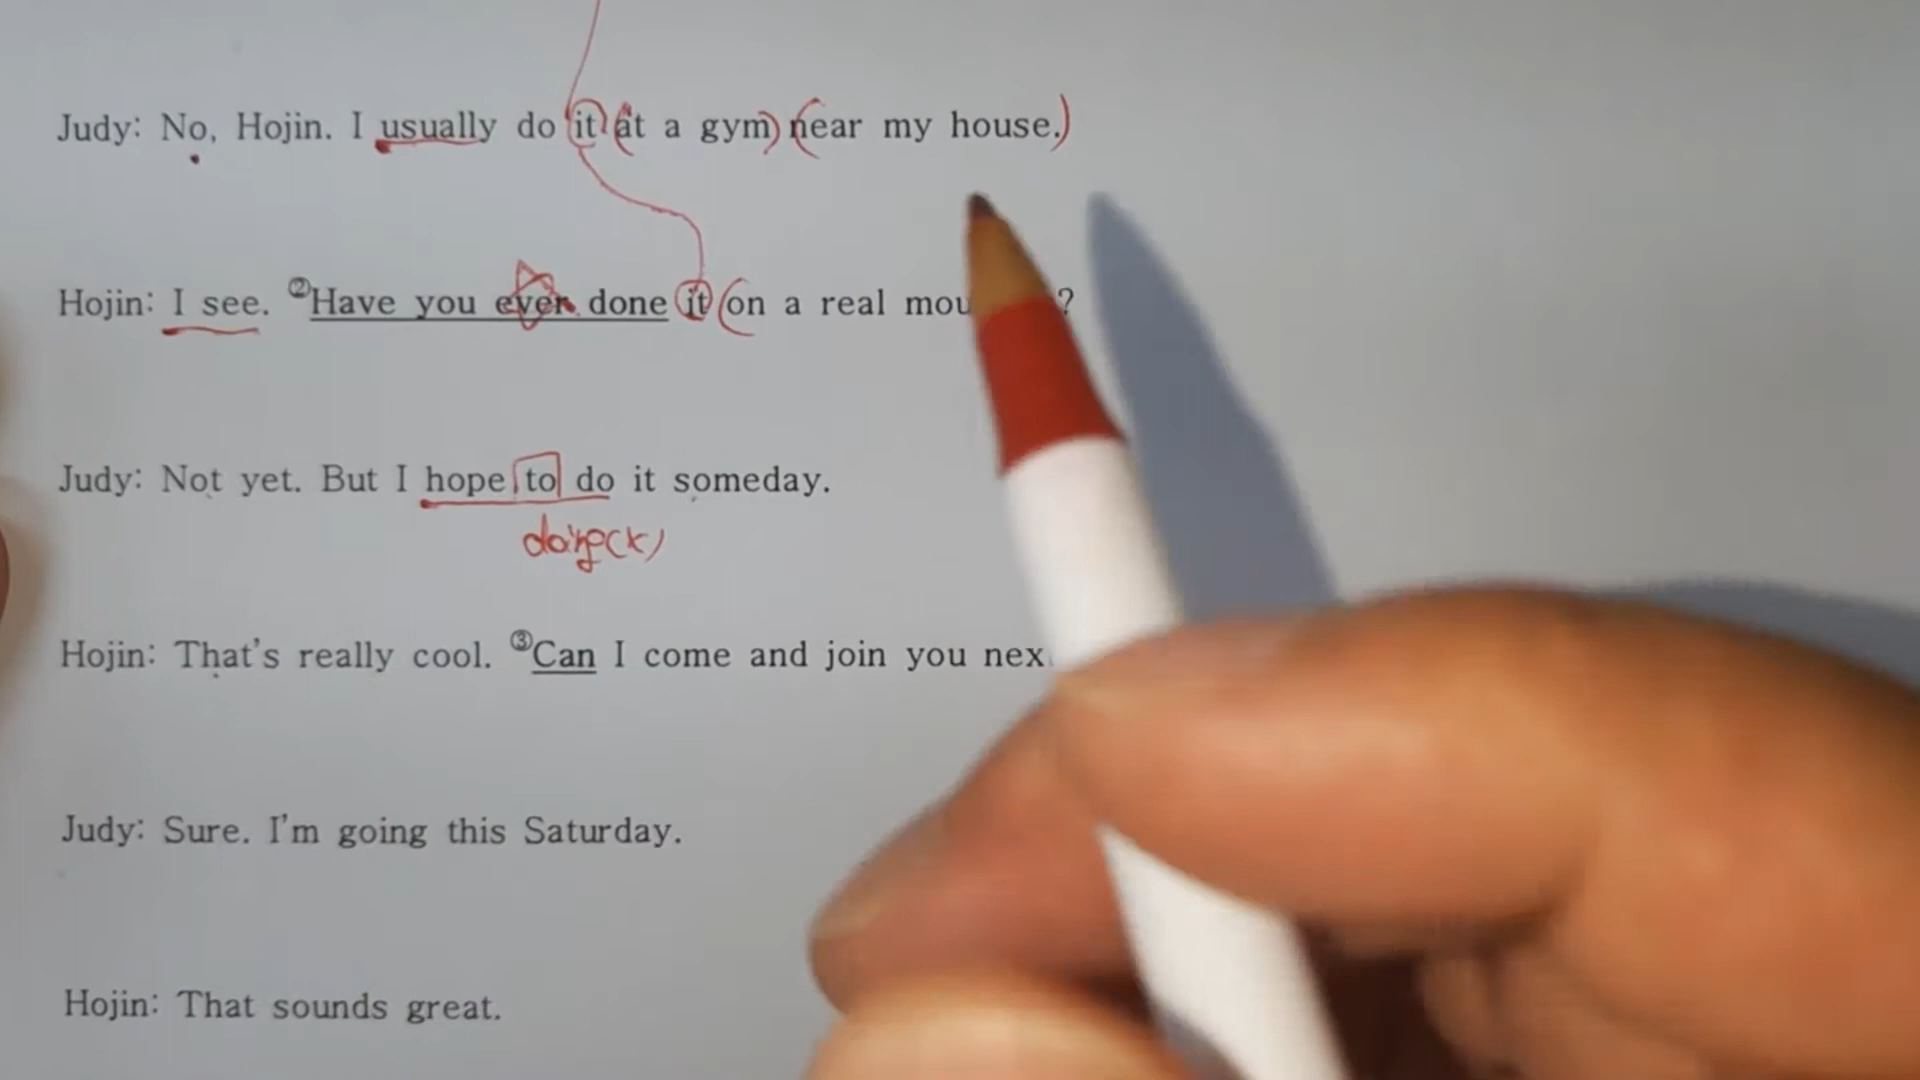 Judy: No, Hojin. I usually do it at a gym near my house.
Hojin: I see. ②Have you ever done it on a real ?
Judy: Not yet. But I hope to do it someday.
doing(x)
Hojin: That's really cool. ③Can I come and join you
Judy: Sure. I'm going this Saturday.
Hojin: That sounds great.